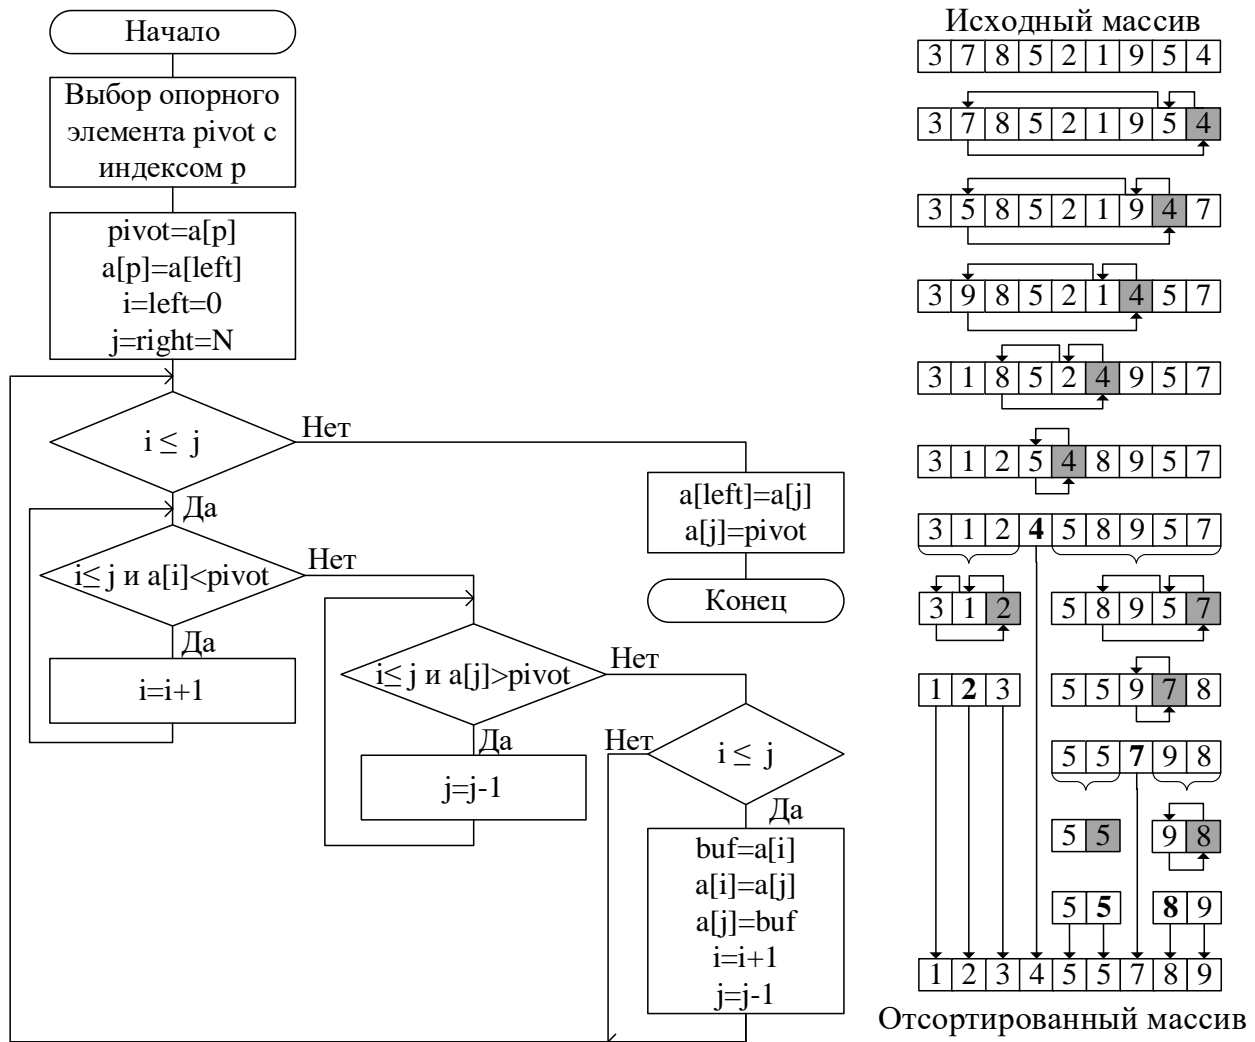 Начало
Выбор опорного
элемента pivot с
индексом p
pivot=a[p]
a[p]=a[left]
i=left=0
j=right=N
i ≤ j
Нет
Да
a[left]=a[j]
a[j]=pivot
Конец
i≤ j и a[i]<pivot
Нет
Да
i=i+1
i≤ j и a[j]>pivot
Нет
Да
j=j-1
i ≤ j
Нет
Да
buf=a[i]
a[i]=a[j]
a[j]=buf
i=i+1
j=j-1
Исходный массив
3 7 8 5 2 1 9 5 4
3 7 8 5 2 1 9 5 4
3 5 8 5 2 1 9 4 7
3 9 8 5 2 1 4 5 7
3 1 8 5 2 4 9 5 7
3 1 2 5 4 8 9 5 7
3 1 2 4 5 8 9 5 7
3 1 2
5 8 9 5 7
1 2 3
5 5 9 7 8
5 5 7 9 8
5 5
9 8
5 5
8 9
1 2 3 4 5 5 7 8 9
Отсортированный массив